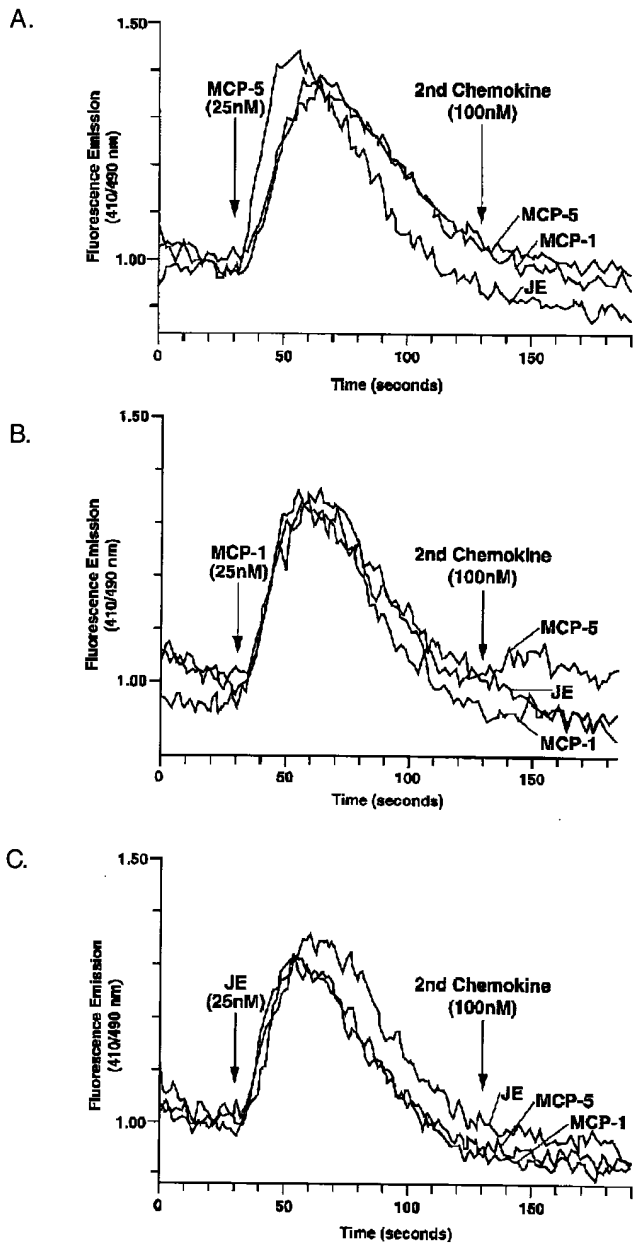 A.
1.50
MCP-5
(25nM)
2nd Chemokine
(100nM)
Fluorescence Emission
(410/490 nm)
MCP-5
MCP-1
1.00
JE
0
50
100
150
Time (seconds)
B.
1.50
MCP-1
(25nM)
2nd Chemokine
(100nM)
Fluorescence Emission
(410/490 nm)
MCP-5
1.00
JE
MCP-1
0
50
100
150
Time (seconds)
C.
1.50
JE
(25nM)
2nd Chemokine
(100nM)
Fluorescence Emission
(410/490 nm)
JE
MCP-5
MCP-1
1.00
0
50
100
150
Time (seconds)